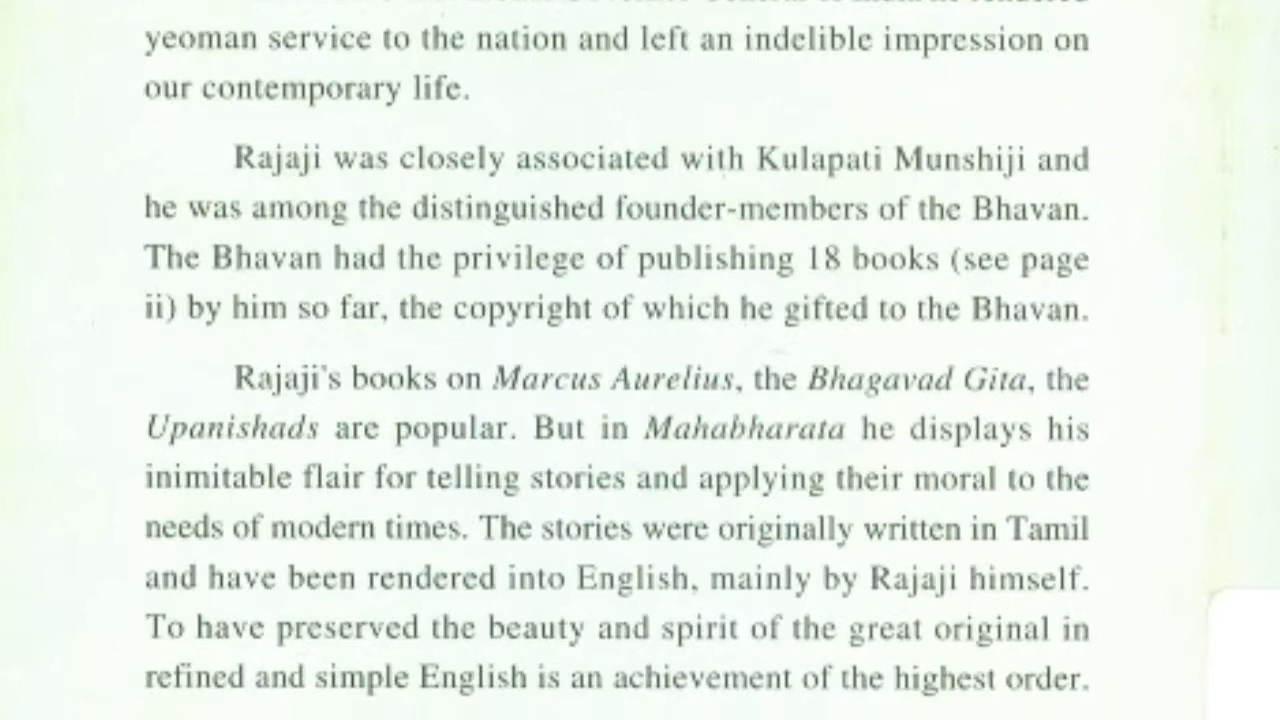 yeoman service to the nation and left an indelible impression on
our contemporary life.
Rajaji was closely associated with Kulapati Munshiji and
he was among the distinguished founder-members of the Bhavan.
The Bhavan had the privilege of publishing 18 books (see page
ii) by him so far, the copyright of which he gifted to the Bhavan.
Rajaji's books on Marcus Aurelius, the Bhagavad Gita, the
Upanishads are popular. But in Mahabharata he displays his
inimitable flair for telling stories and applying their moral to the
needs of modern times. The stories were originally written in Tamil
and have been rendered into English, mainly by Rajaji himself.
To have preserved the beauty and spirit of the great original in
refined and simple English is an achievement of the highest order.